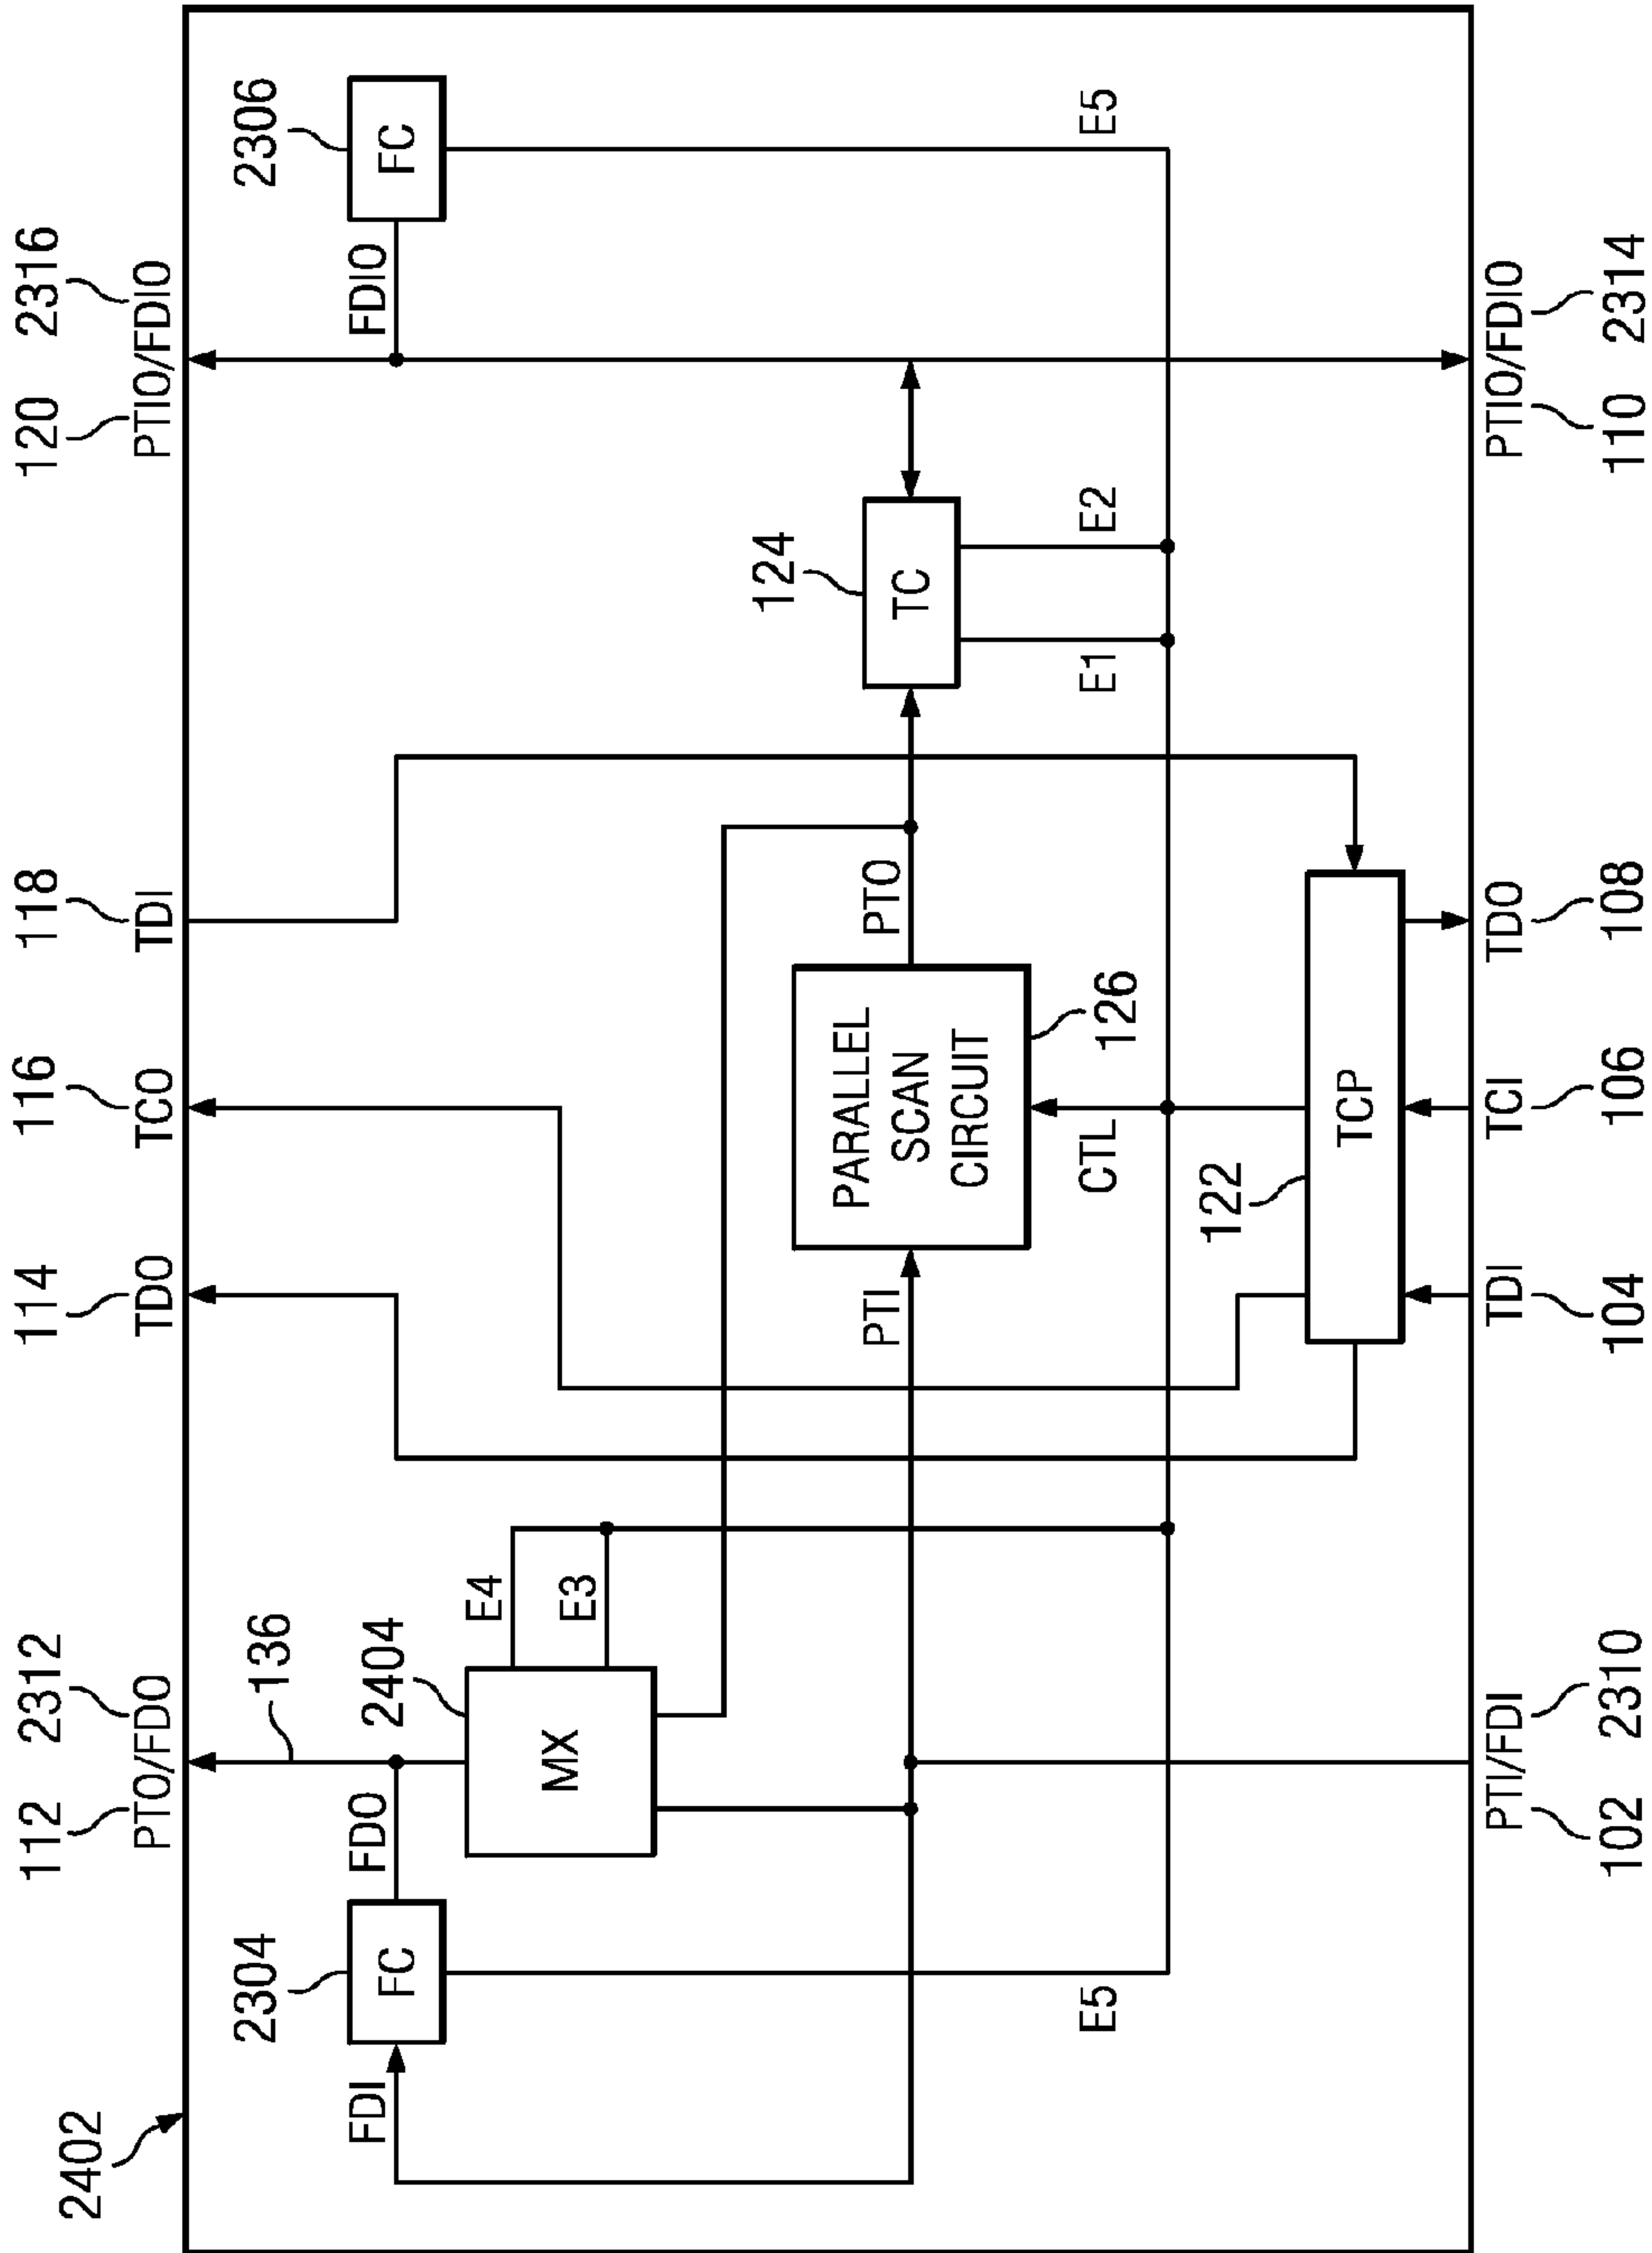 2402
112 2312
PTO/FDO
114
TDO
116
TCO
118
TDI
120 2316
PTIO/FDIO
136
2304
FC
FDI
FDO
2404
MX
E4
E3
2306
FC
FDIO
PTI
PARALLEL
SCAN
CIRCUIT
126
PTO
124
TC
E5
CTL
E1
E2
E5
122
TCP
PTI/FDI
102 2310
TDI
104
TCI
106
TDO
108
PTIO/FDIO
110 2314